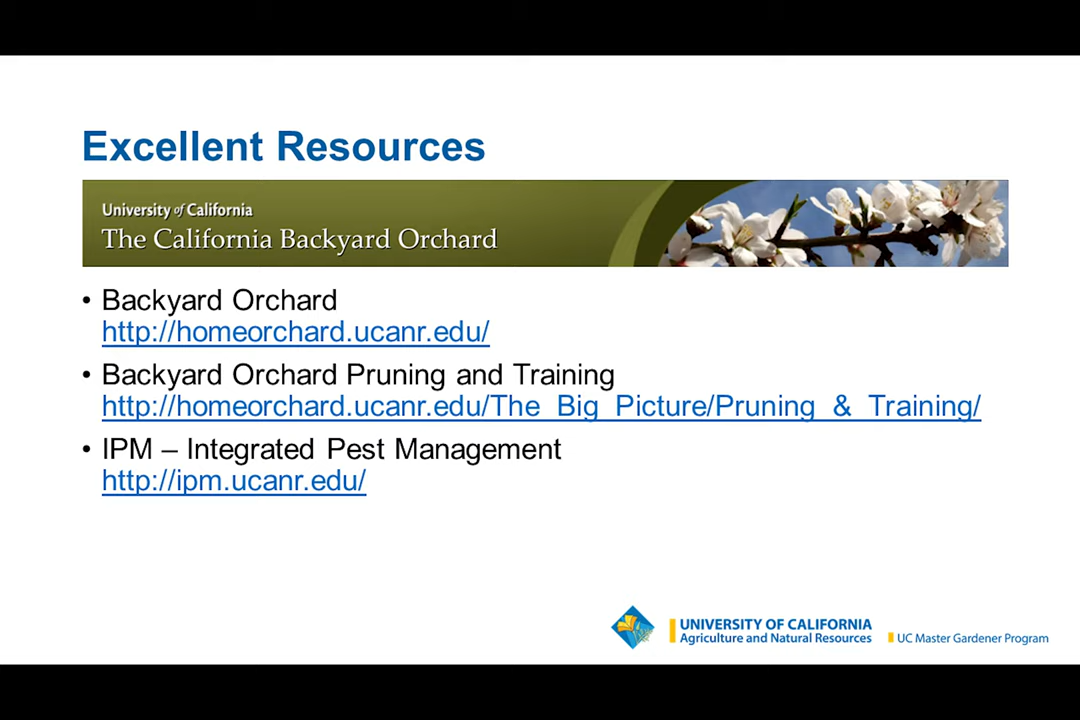 Excellent Resources
University of California
The California Backyard Orchard
• Backyard Orchard
http://homeorchard.ucanr.edu/
• Backyard Orchard Pruning and Training
http://homeorchard.ucanr.edu/The_Big_Picture/Pruning_&_Training/
• IPM – Integrated Pest Management
http://ipm.ucanr.edu/
UNIVERSITY OF CALIFORNIA
Agriculture and Natural Resources
UC Master Gardener Program